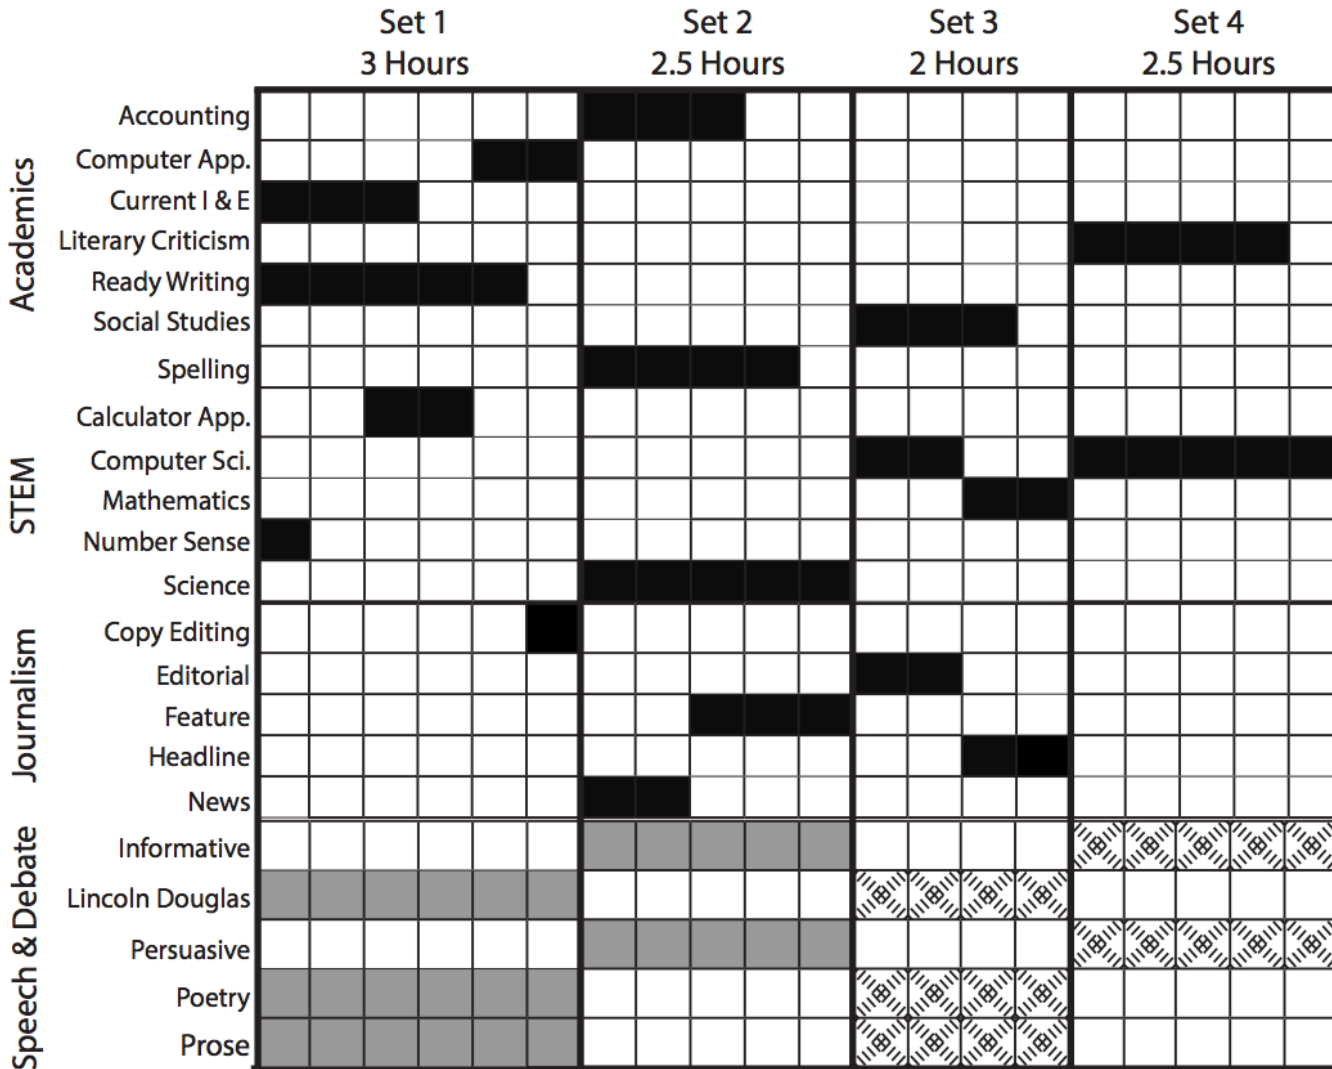 Set 1
3 Hours
Set 2
2.5 Hours
Set 3
2 Hours
Set 4
2.5 Hours
Academics
Accounting
Computer App.
Current I & E
Literary Criticism
Ready Writing
Social Studies
Spelling
STEM
Calculator App.
Computer Sci.
Mathematics
Number Sense
Science
Journalism
Copy Editing
Editorial
Feature
Headline
News
Speech & Debate
Informative
Lincoln Douglas
Persuasive
Poetry
Prose